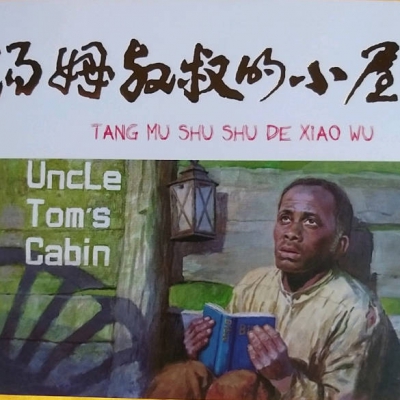 汤姆叔叔的小屋
TANG MU SHU SHU DE XIAO WU
Uncle
Tom's
Cabin